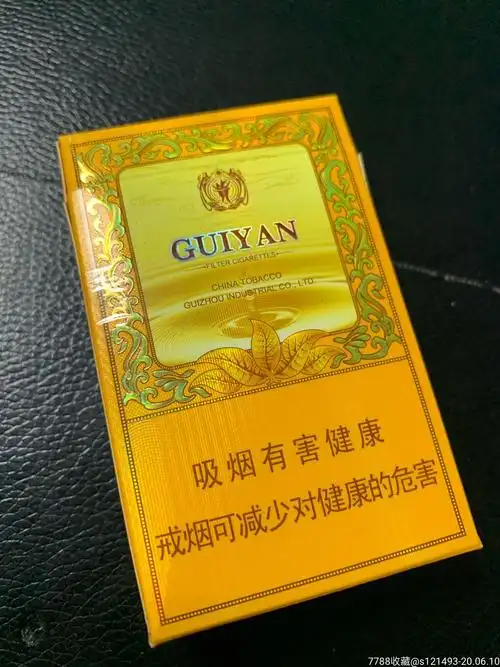 GUIYAN
FILTER CIGARETTES
CHINA TOBACCO
GUIZHOU INDUSTRIAL CO., LTD
吸烟有害健康
戒烟可减少对健康的危害
7788收藏@s121493-20.06.10